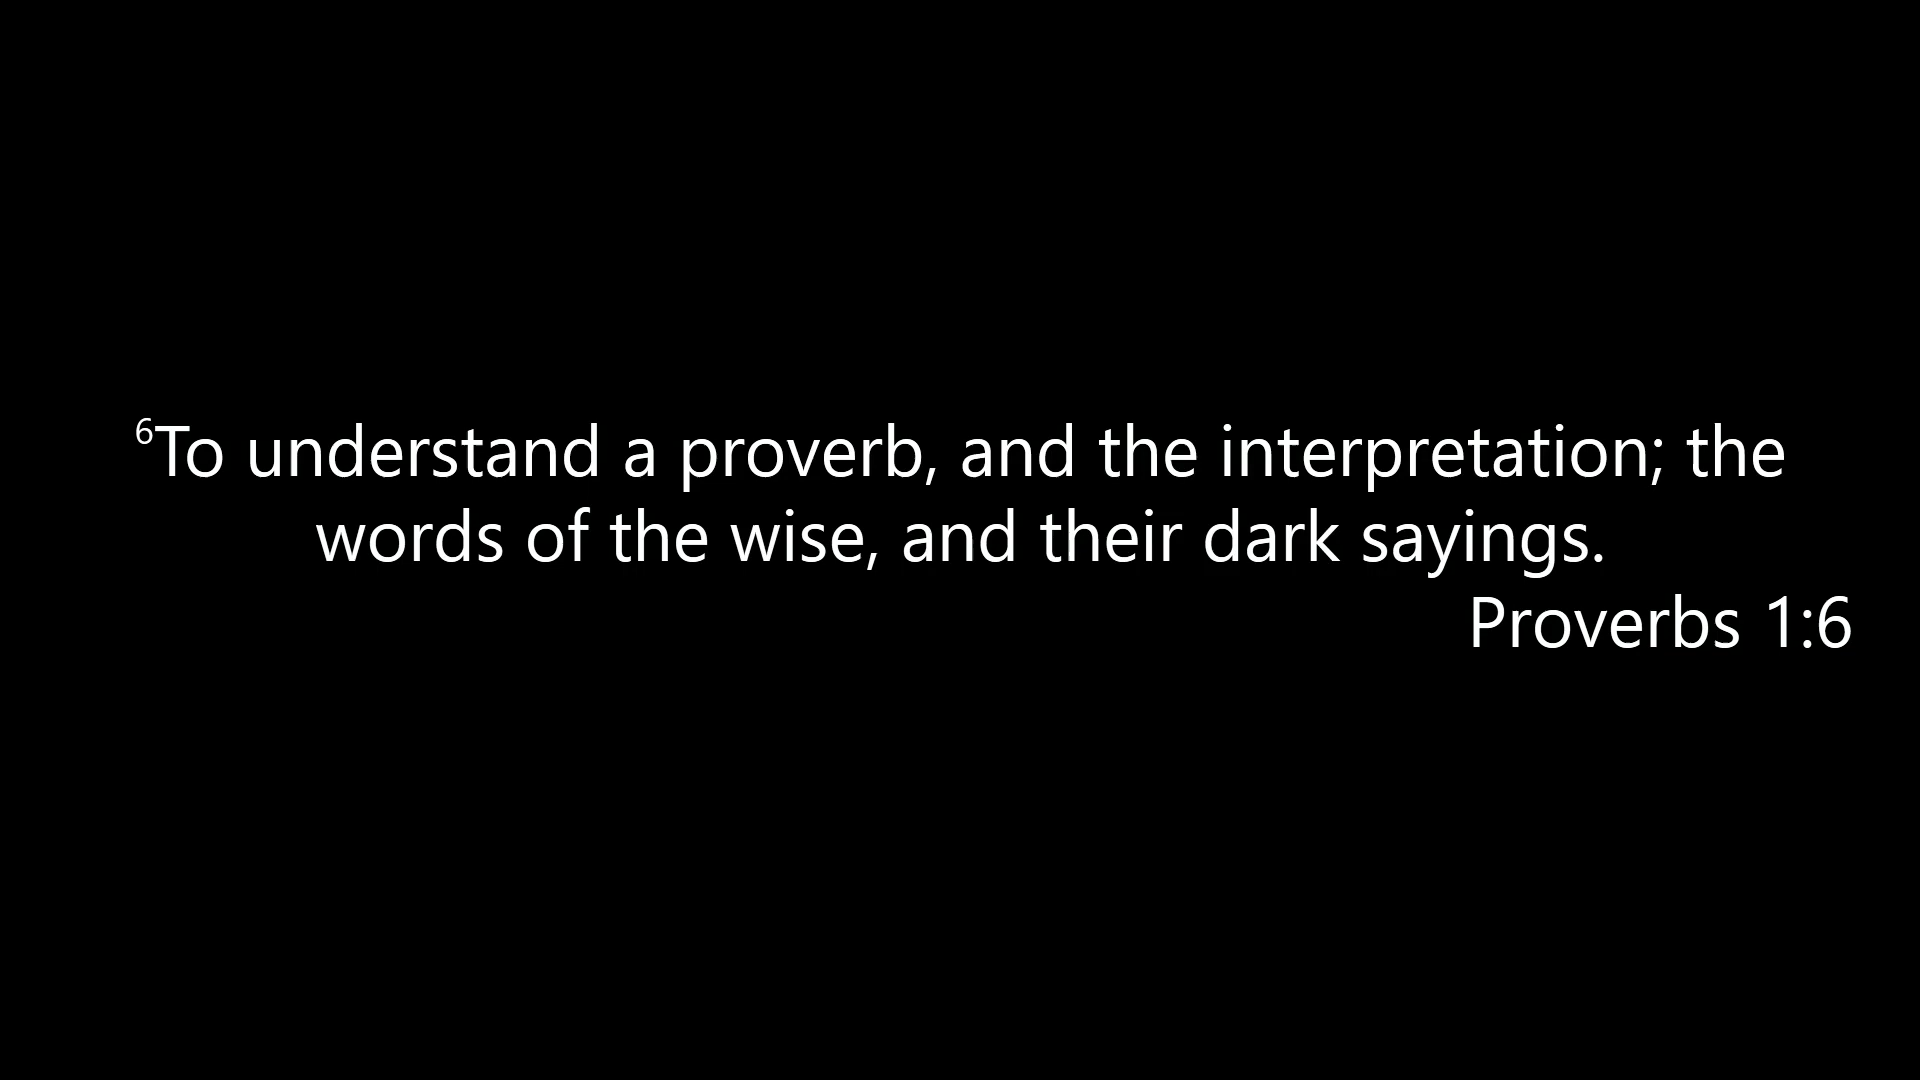 ⁶To understand a proverb, and the interpretation; the
words of the wise, and their dark sayings.
Proverbs 1:6